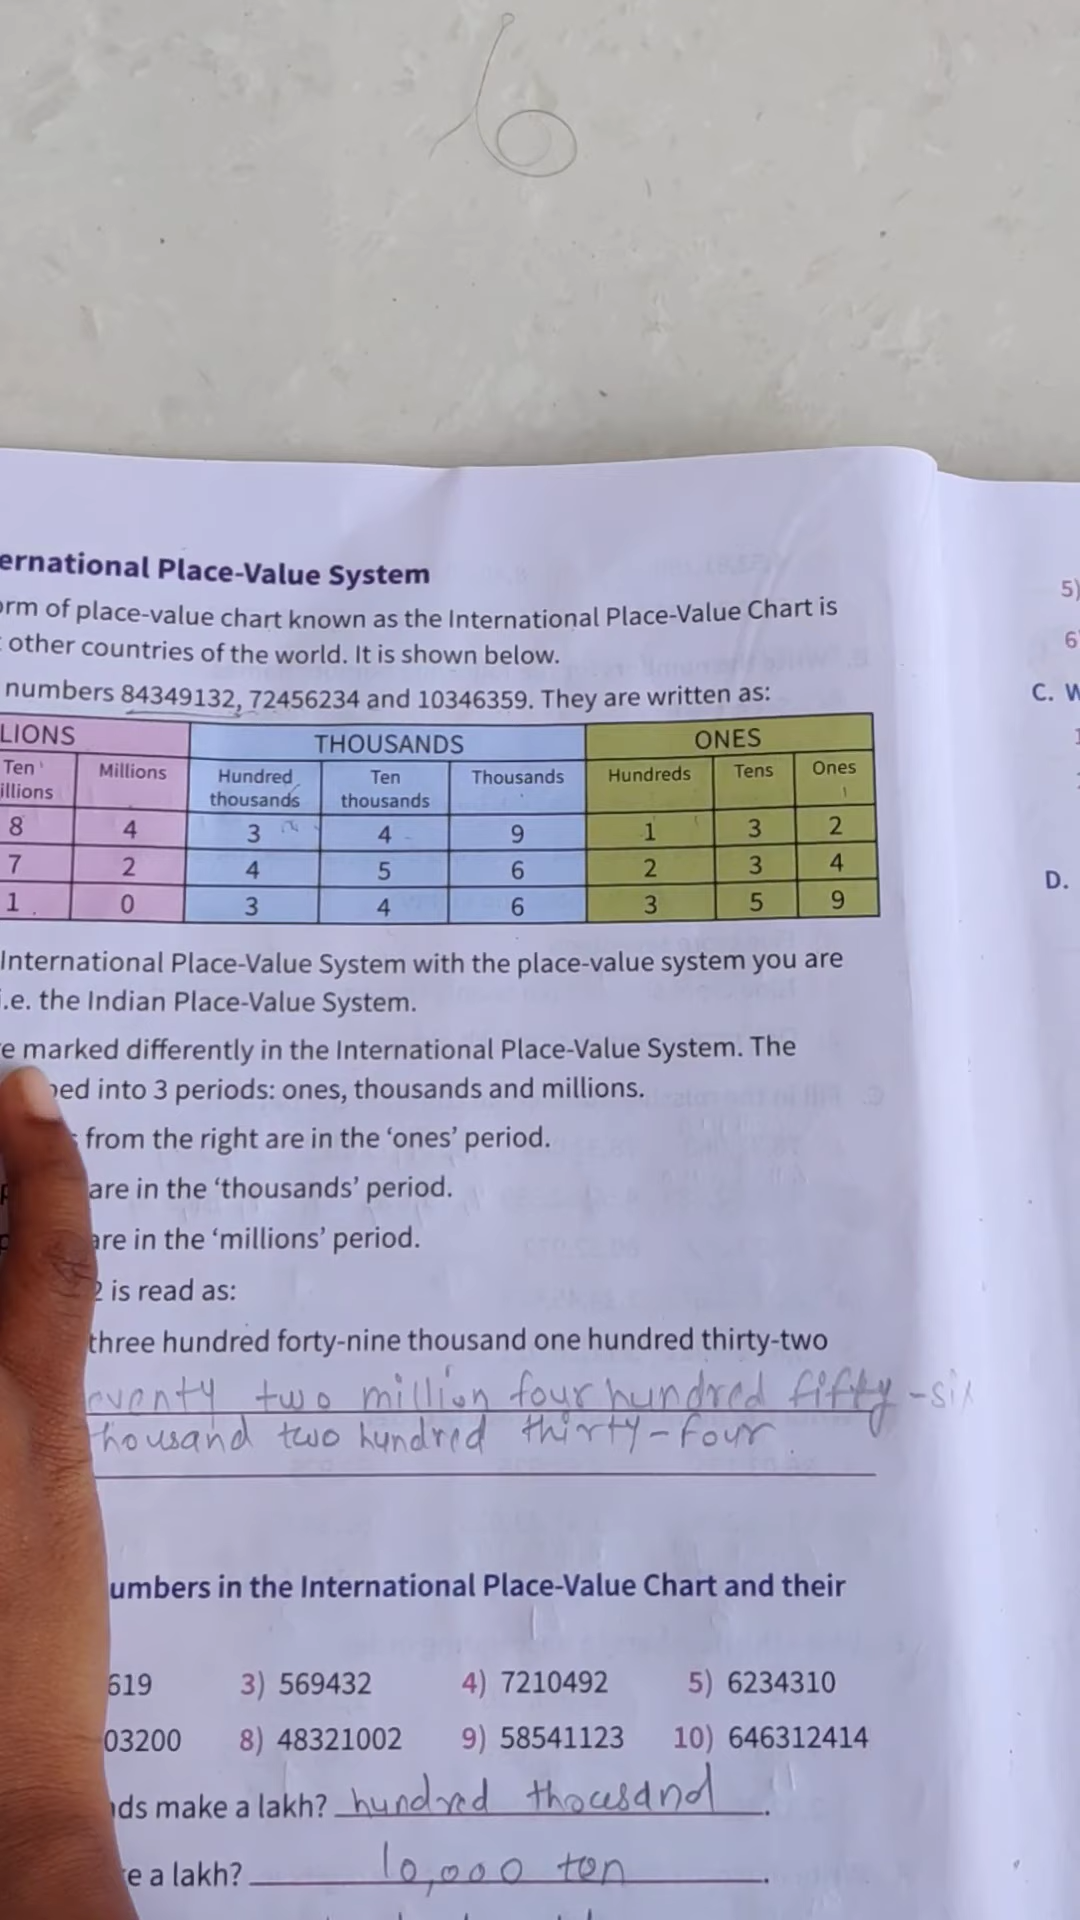 ernational Place-Value System
orm of place-value chart known as the International Place-Value Chart is
other countries of the world. It is shown below.
numbers 84349132, 72456234 and 10346359. They are written as:
LIONS THOUSANDS ONES
Ten illions Millions Hundred thousands Ten thousands Thousands Hundreds Tens Ones
8 4 3 4 9 1 3 2
7 2 4 5 6 2 3 4
1 0 3 4 6 3 5 9
International Place-Value System with the place-value system you are
i.e. the Indian Place-Value System.
e marked differently in the International Place-Value System. The
ped into 3 periods: ones, thousands and millions.
from the right are in the ‘ones’ period.
are in the ‘thousands’ period.
are in the ‘millions’ period.
2 is read as:
three hundred forty-nine thousand one hundred thirty-two
eventy two million four hundred fifty-six
housand two hundred thirty-four
umbers in the International Place-Value Chart and their
619 3) 569432 4) 7210492 5) 6234310
03200 8) 48321002 9) 58541123 10) 646312414
ds make a lakh? hundred thousand.
e a lakh? 10,000 ten.
5)
6)
C. W
D.